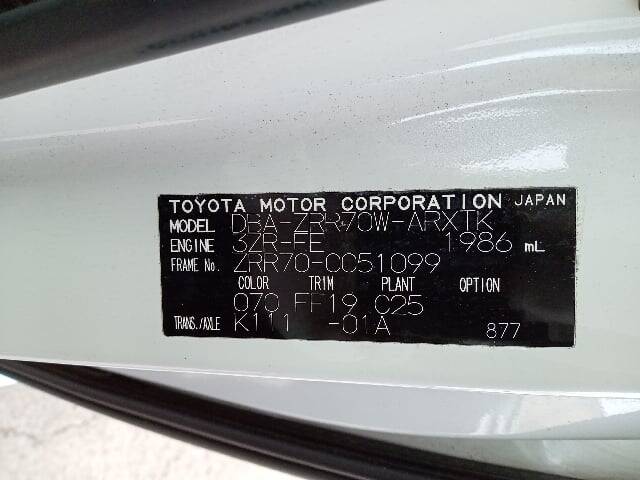 TOYOTA MOTOR CORPORATION JAPAN
MODEL DBA-ZRR70W-ARXTK
ENGINE 3ZR-FE 1986 mL
FRAME No. ZRR70-0051099
COLOR TRIM PLANT OPTION
070 FF19 C25
TRANS./AXLE K111 -01A
877